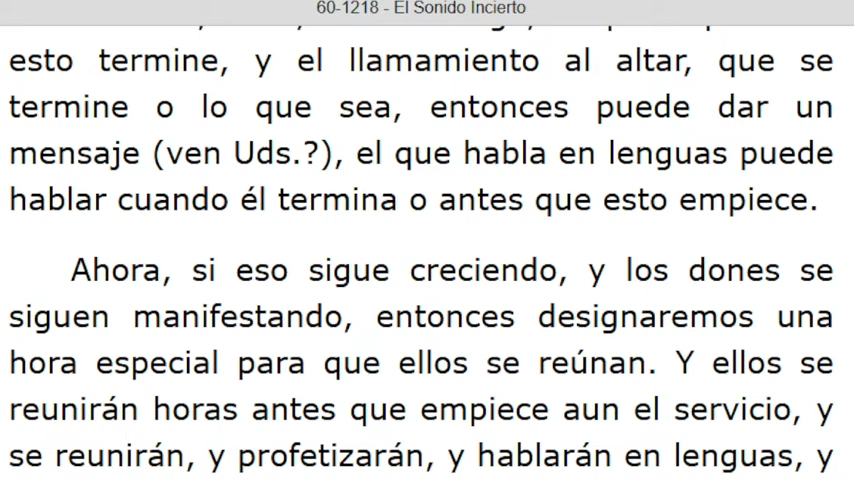 60-1218 - El Sonido Incierto
esto termine, y el llamamiento al altar, que se
termine o lo que sea, entonces puede dar un
mensaje (ven Uds.?), el que habla en lenguas puede
hablar cuando él termina o antes que esto empiece.
Ahora, si eso sigue creciendo, y los dones se
siguen manifestando, entonces designaremos una
hora especial para que ellos se reúnan. Y ellos se
reunirán horas antes que empiece aun el servicio, y
se reunirán, y profetizarán, y hablarán en lenguas, y